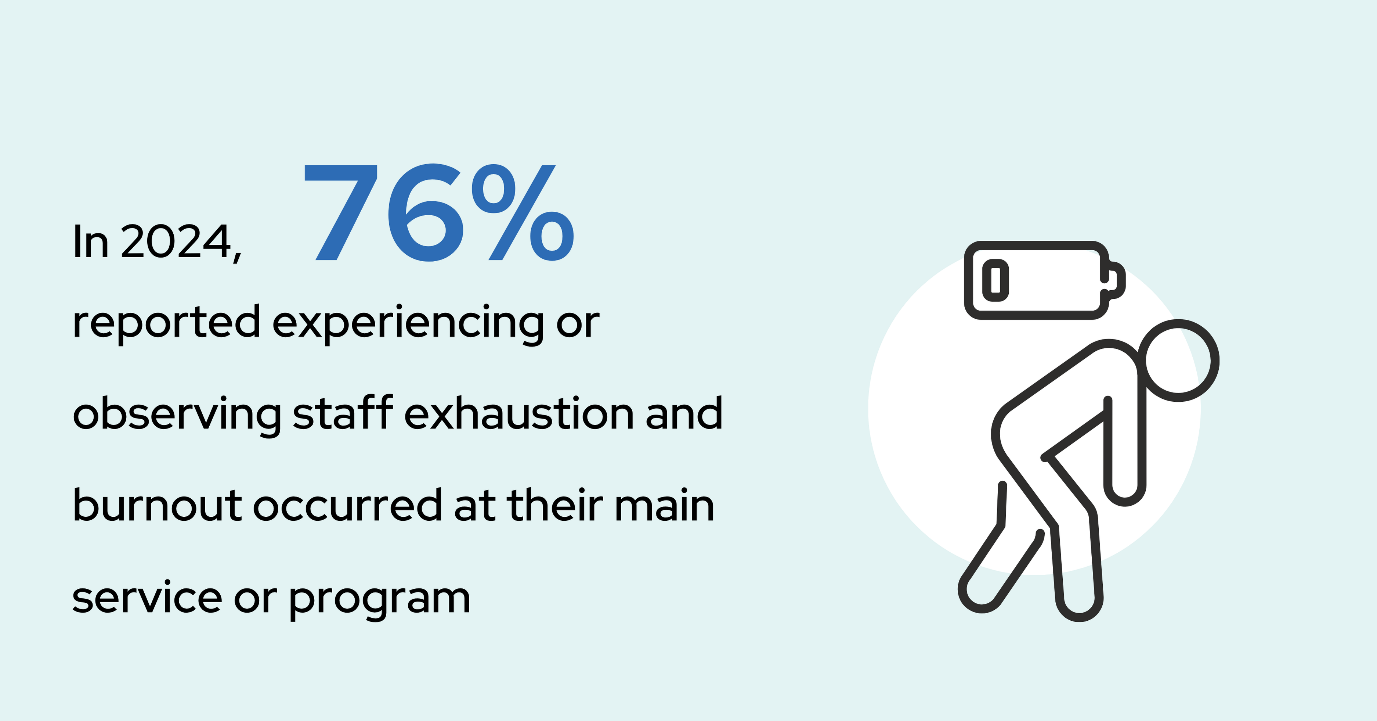 In 2024, 76%
reported experiencing or
observing staff exhaustion and
burnout occurred at their main
service or program